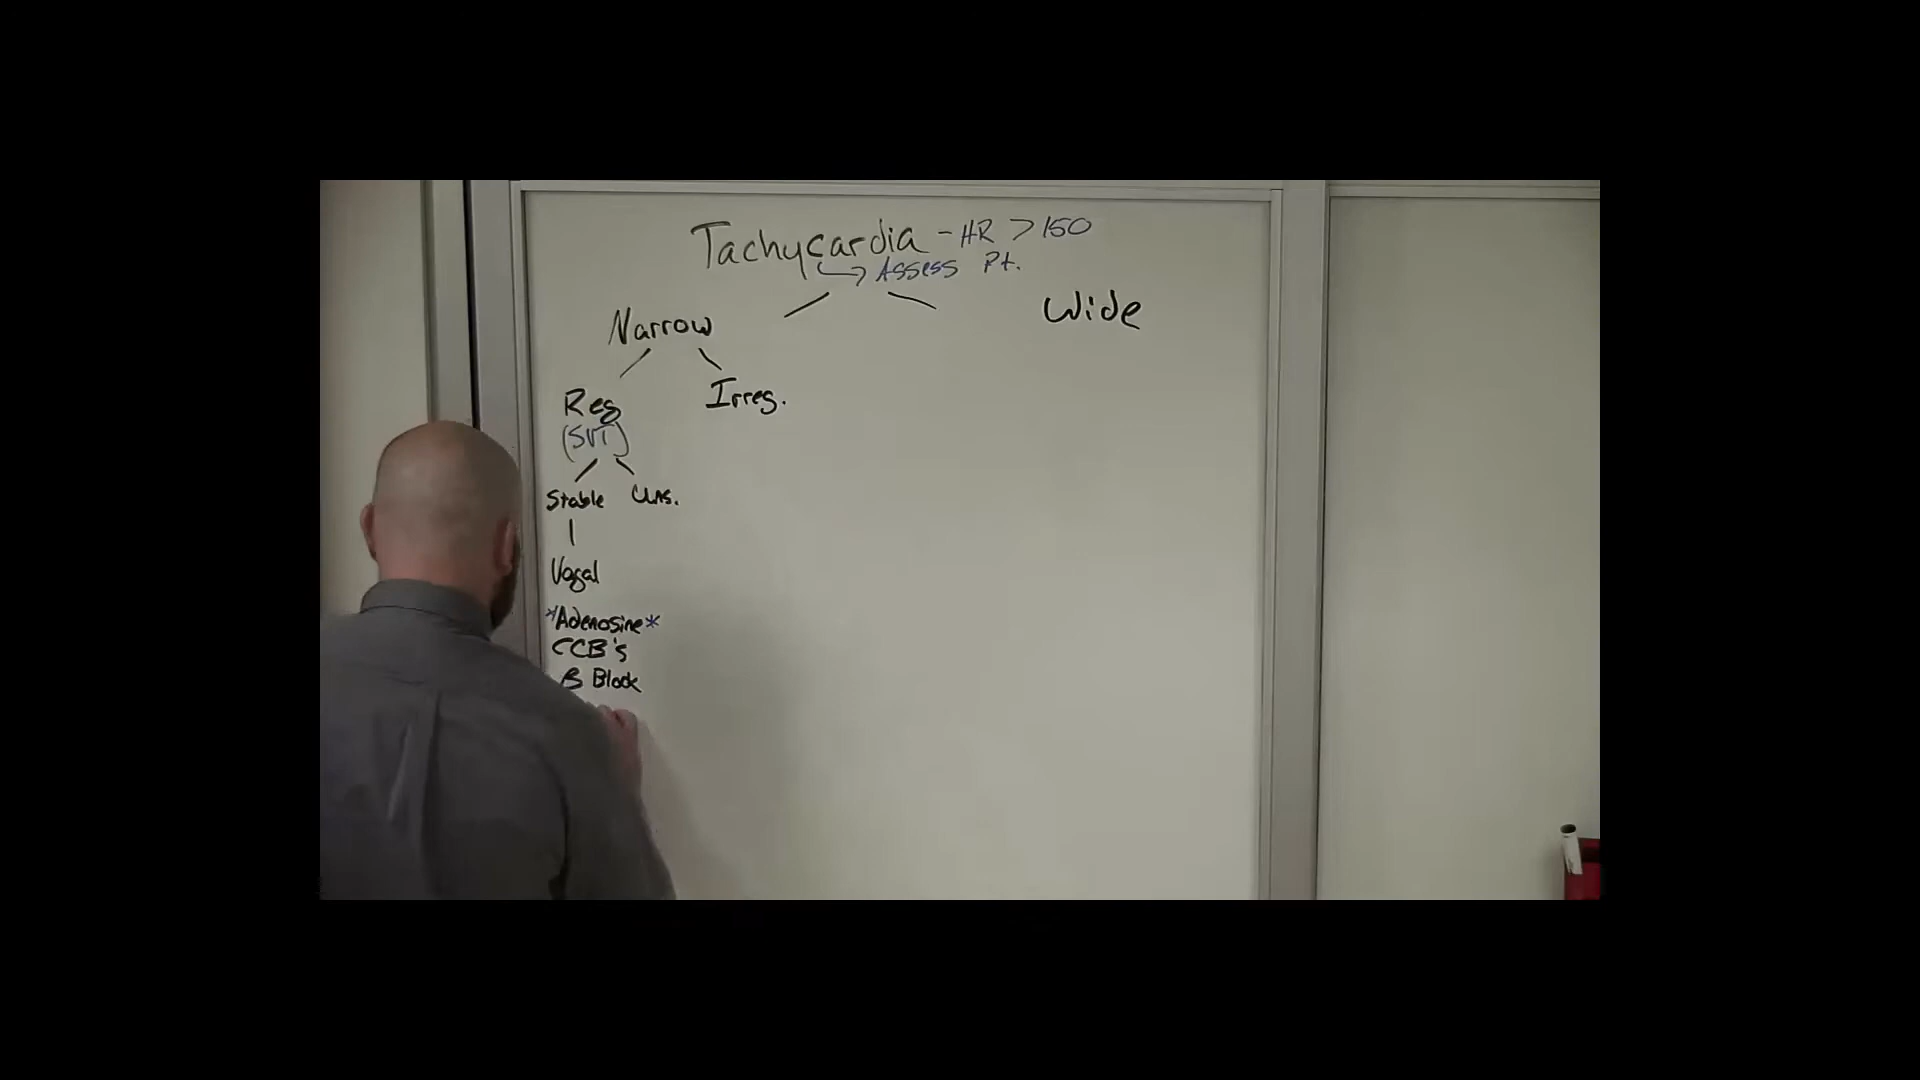 Tachycardia - HR > 150
↳ Assess Pt.
Narrow Wide
Reg Irreg.
(SVT)
Stable Uns.
Vagal
*Adenosine*
CCB's
B Block